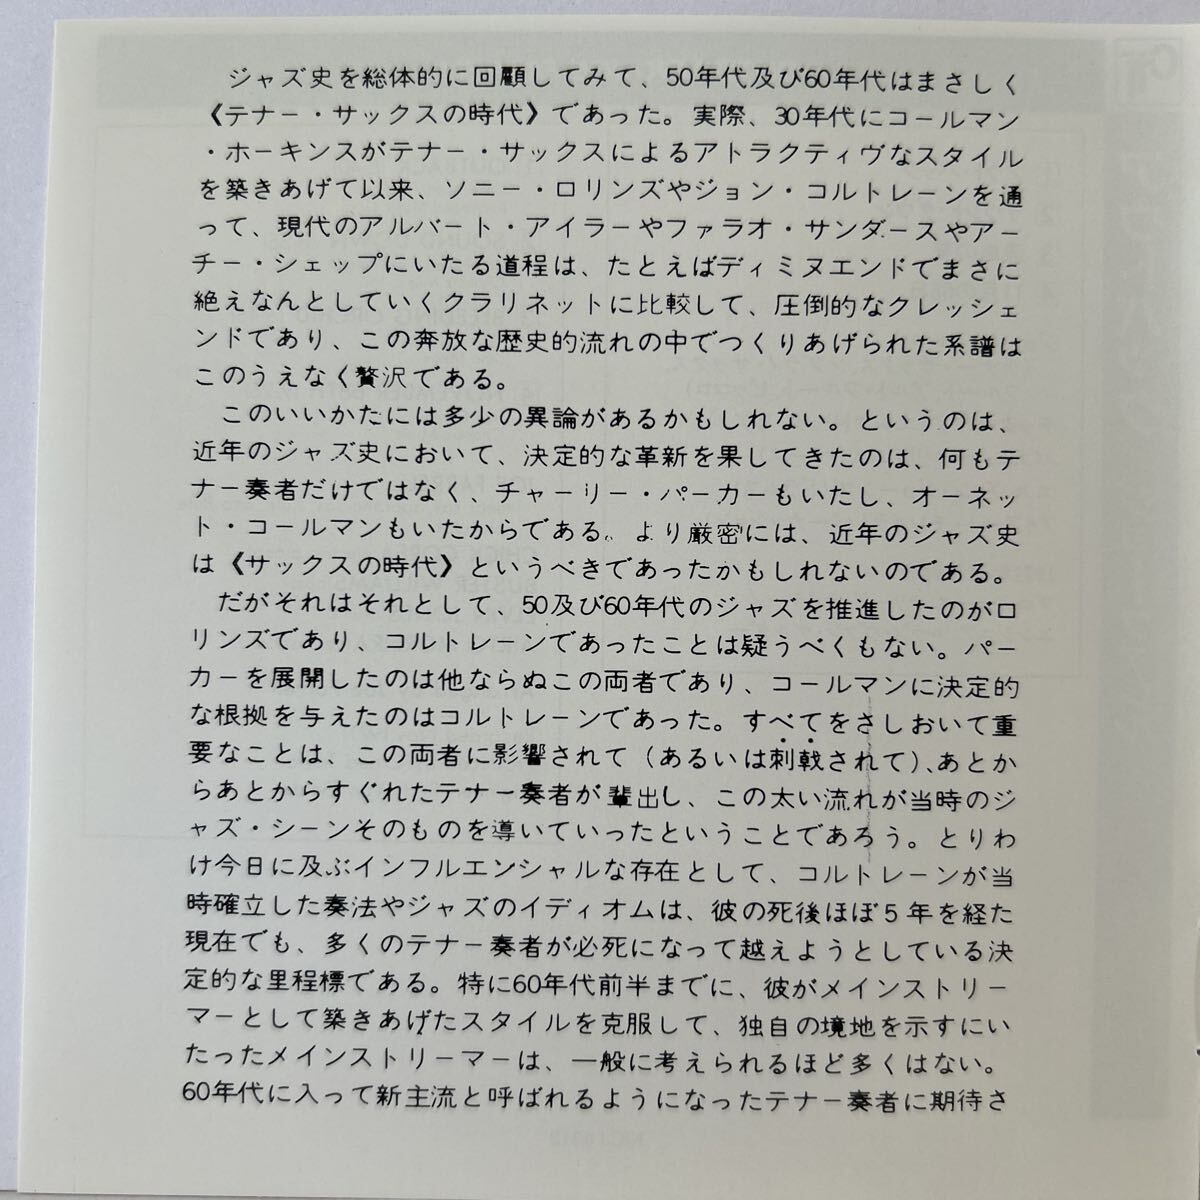 ジャズ史を総体的に回顧してみて、50年代及び60年代はまさしく
《テナー・サックスの時代》であった。実際、30年代にコールマン
・ホーキンスがテナー・サックスによるアトラクティヴなスタイル
を築きあげて以来、ソニー・ロリンズやジョン・コルトレーンを通
って、現代のアルバート・アイラーやファラオ・サンダースやアー
チー・シェップにいたる道程は、たとえばディミヌエンドでまさに
絶えなんとしていくクラリネットに比較して、圧倒的なクレッシェ
ンドであり、この奔放な歴史的流れの中でつくりあげられた系譜は
このうえなく贅沢である。
このいいかたには多少の異論があるかもしれない。というのは、
近年のジャズ史において、決定的な革新を果してきたのは、何もテ
ナー奏者だけではなく、チャーリー・パーカーもいたし、オーネッ
ト・コールマンもいたからである。より厳密には、近年のジャズ史
は《サックスの時代》というべきであったかもしれないのである。
だがそれはそれとして、50及び60年代のジャズを推進したのがロ
リンズであり、コルトレーンであったことは疑うべくもない。パー
カーを展開したのは他ならぬこの両者であり、コールマンに決定的
な根拠を与えたのはコルトレーンであった。すべてをさしおいて重
要なことは、この両者に影響されて（あるいは刺戟されて）、あとか
らあとからすぐれたテナー奏者が輩出し、この太い流れが当時のジ
ャズ・シーンそのものを導いていったということであろう。とりわ
け今日に及ぶインフルエンシャルな存在として、コルトレーンが当
時確立した奏法やジャズのイディオムは、彼の死後ほぼ5年を経た
現在でも、多くのテナー奏者が必死になって越えようとしている決
定的な里程標である。特に60年代前半までに、彼がメインストリー
マーとして築きあげたスタイルを克服して、独自の境地を示すにい
たったメインストリーマーは、一般に考えられるほど多くはない。
60年代に入って新主流と呼ばれるようになったテナー奏者に期待さ